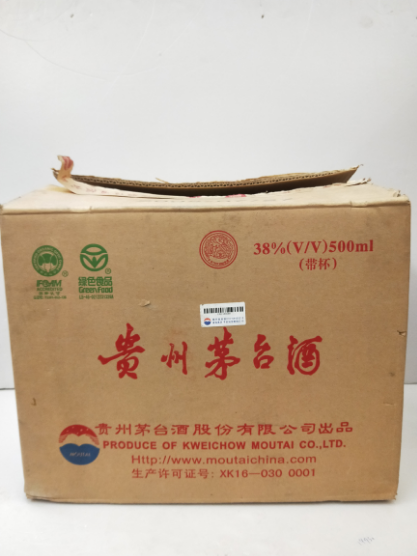 38%(V/V)500ml
(带杯)
绿色食品
GreenFood
贵州茅台酒
贵州茅台酒股份有限公司出品
PRODUCE OF KWEICHOW MOUTAI CO.,LTD.
Http://www.moutaichina.com
生产许可证号: XK16—030 0001